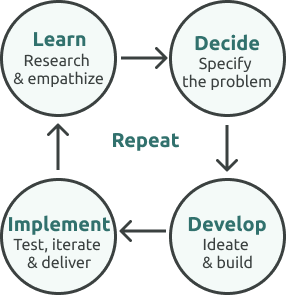 Learn
Research
& empathize
Decide
Specify
the problem
Repeat
Implement
Test, iterate
& deliver
Develop
Ideate
& build